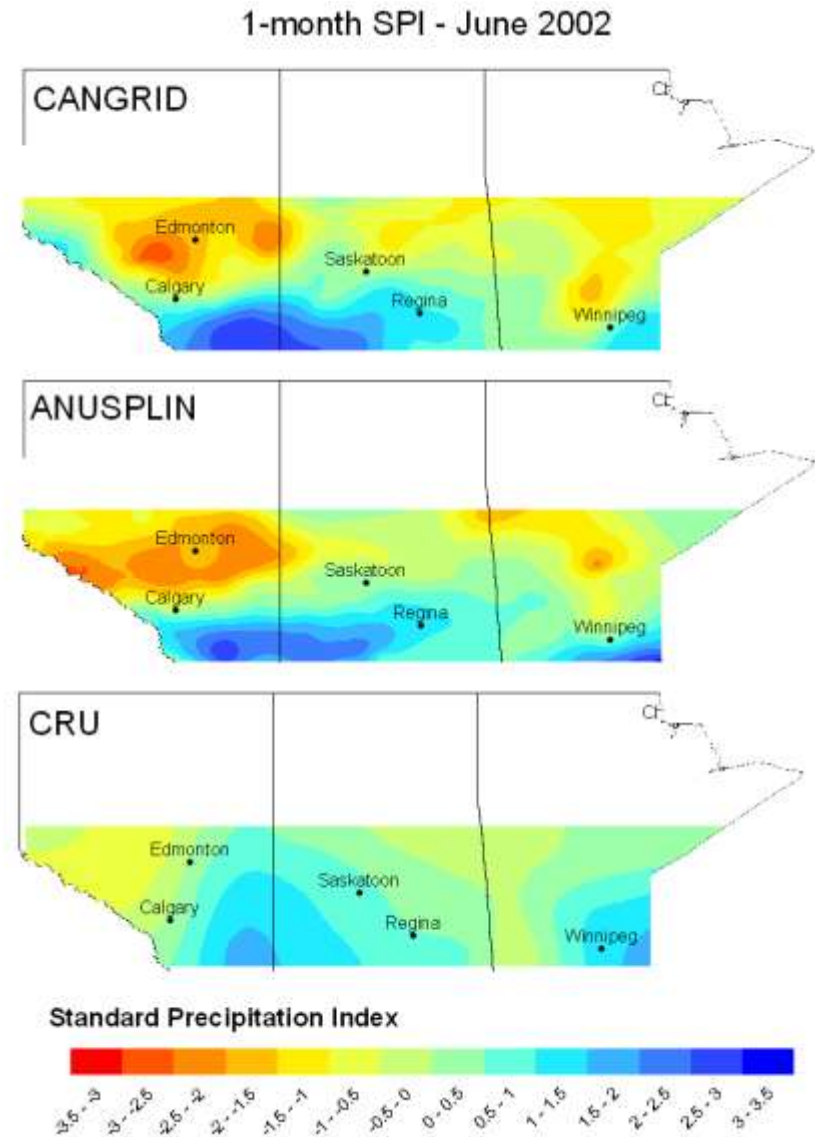 1-month SPI - June 2002
CANGRID
Edmonton
Saskatoon
Calgary
Regina
Winnipeg
ANUSPLIN
Edmonton
Saskatoon
Calgary
Regina
Winnipeg
CRU
Edmonton
Saskatoon
Calgary
Regina
Winnipeg
Standard Precipitation Index
-3.5 - -3
-3 - -2.5
-2.5 - -2
-2 - -1.5
-1.5 - -1
-1 - -0.5
-0.5 - 0
0 - 0.5
0.5 - 1
1 - 1.5
1.5 - 2
2 - 2.5
2.5 - 3
3 - 3.5